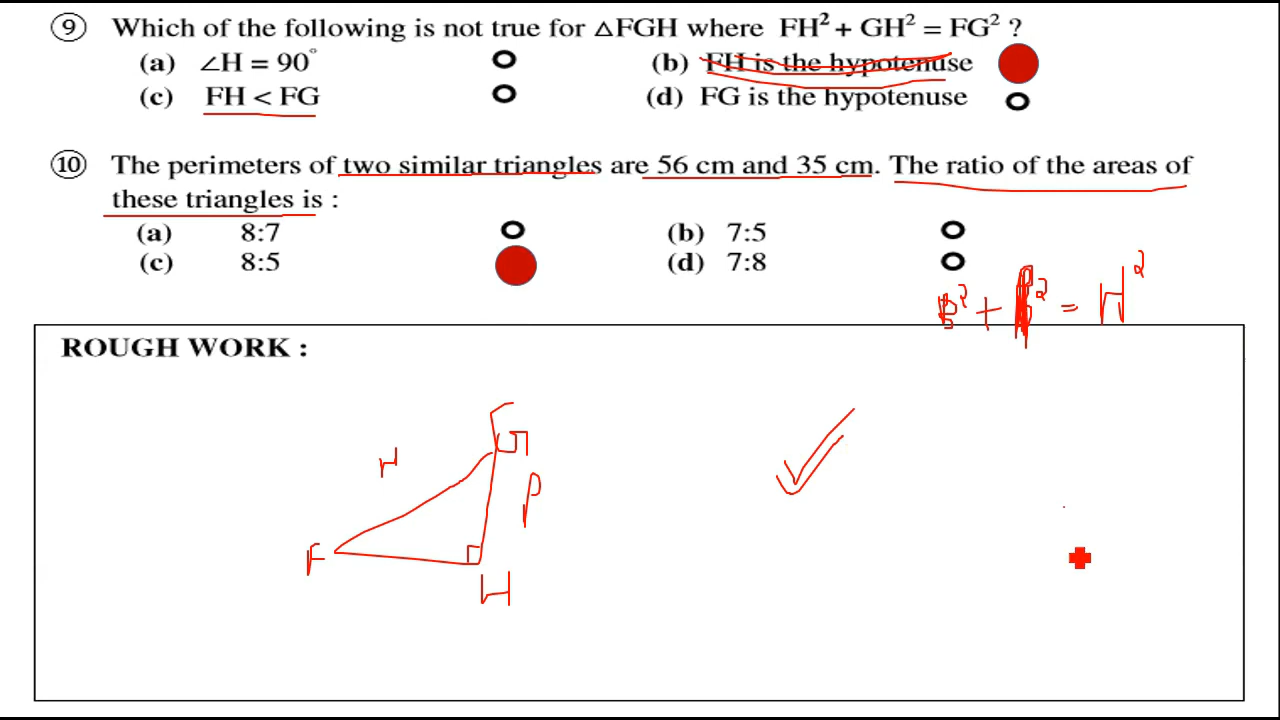 ⑨ Which of the following is not true for △FGH where FH² + GH² = FG² ?
(a) ∠H = 90° (b) FH is the hypotenuse
(c) FH < FG (d) FG is the hypotenuse
⑩ The perimeters of two similar triangles are 56 cm and 35 cm. The ratio of the areas of
these triangles is :
(a) 8:7 (b) 7:5
(c) 8:5 (d) 7:8
B² + P² = H²
ROUGH WORK :
G
H
P
F
H